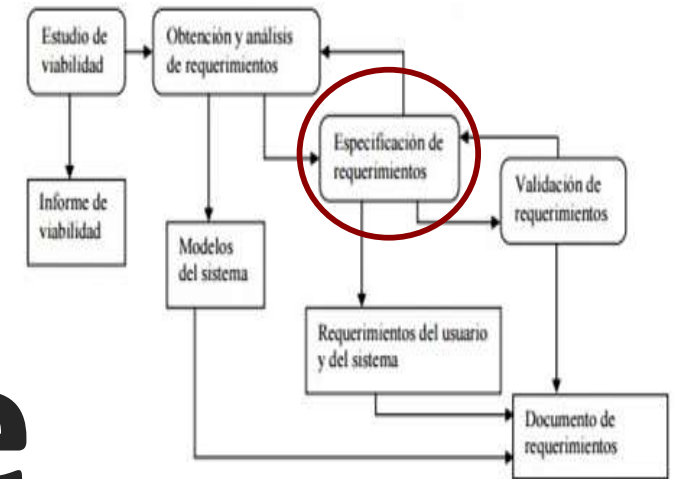 Estudio de
viabilidad
Obtención y análisis
de requerimientos
Especificación de
requerimientos
Validación de
requerimientos
Informe de
viabilidad
Modelos
del sistema
Requerimientos del usuario
y del sistema
Documento de
requerimientos
e